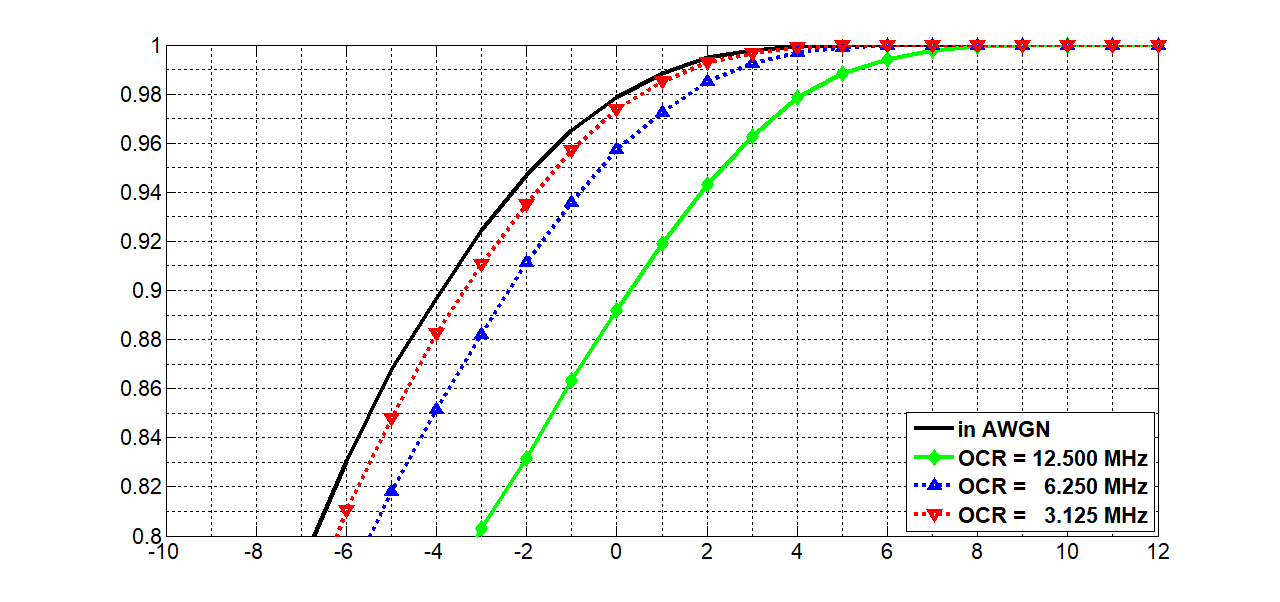 1
0.98
0.96
0.94
0.92
0.9
0.88
0.86
0.84
0.82
0.8
-10 -8 -6 -4 -2 0 2 4 6 8 10 12
in AWGN
OCR = 12.500 MHz
OCR = 6.250 MHz
OCR = 3.125 MHz